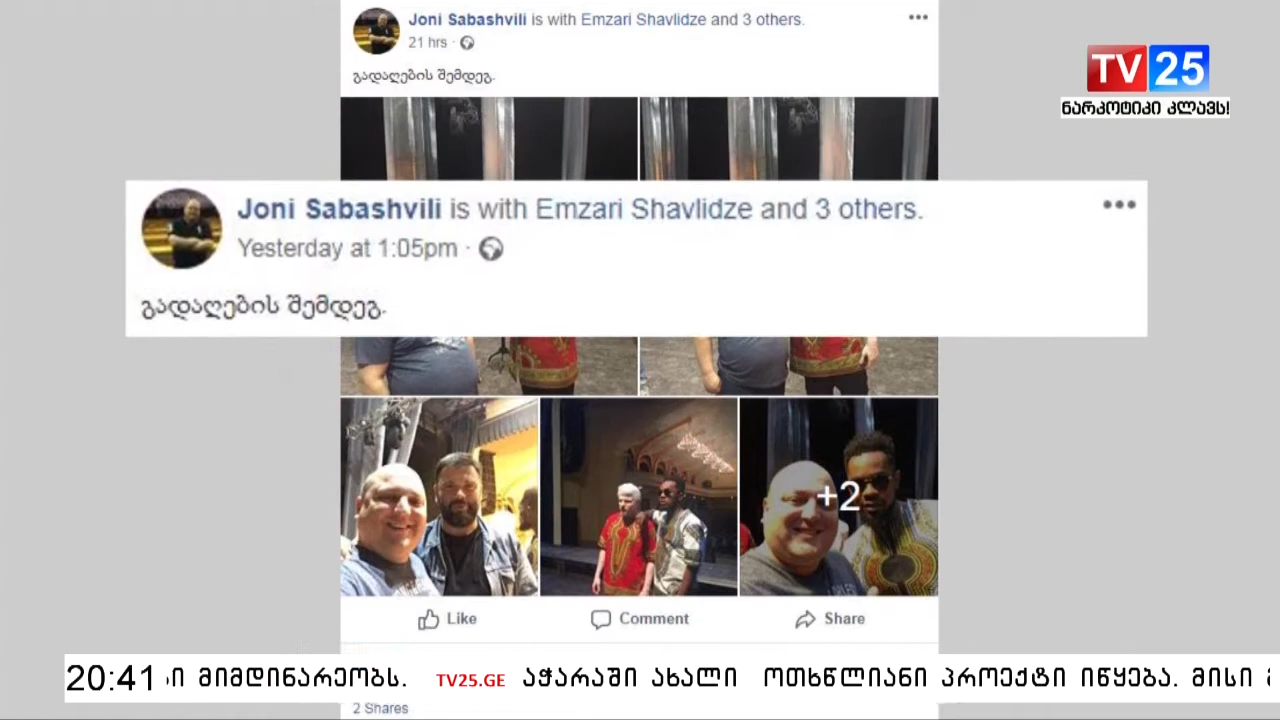 Joni Sabashvili is with Emzari Shavlidze and 3 others.
21 hrs ·
გადაღების შემდეგ.
TV 25
ნარკოტიკი კლავს!
Joni Sabashvili is with Emzari Shavlidze and 3 others.
Yesterday at 1:05pm ·
გადაღების შემდეგ.
+2
Like Comment Share
20:41 მიმდინარეობს. TV25.GE აჭარაში ახალი ოთხწლიანი პროექტი იწყება. მისი
2 Shares